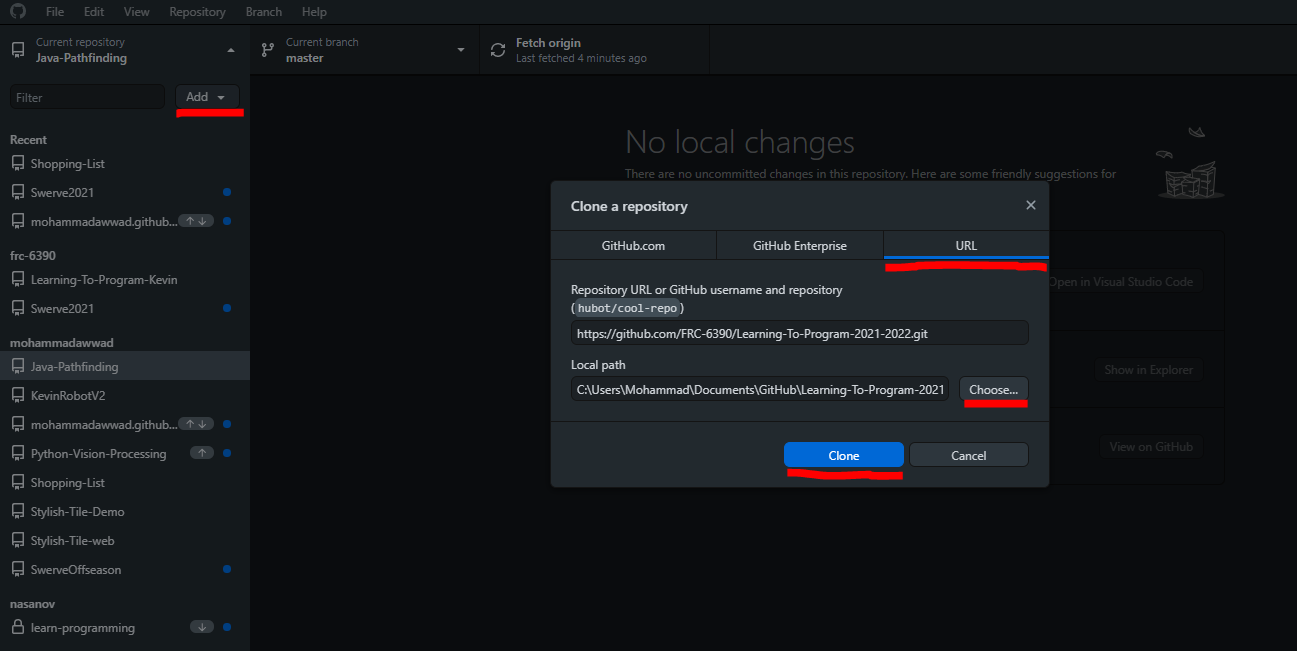 File Edit View Repository Branch Help
Current repository
Java-Pathfinding
Current branch
master
Fetch origin
Last fetched 4 minutes ago
Filter
Add
Recent
Shopping-List
Swerve2021
mohammadawwad.github...
frc-6390
Learning-To-Program-Kevin
Swerve2021
mohammadawwad
Java-Pathfinding
KevinRobotV2
mohammadawwad.github...
Python-Vision-Processing
Shopping-List
Stylish-Tile-Demo
Stylish-Tile-web
SwerveOffseason
nasanov
learn-programming
No local changes
There are no uncommitted changes in this repository. Here are some friendly suggestions for
Clone a repository
GitHub.com GitHub Enterprise URL
Repository URL or GitHub username and repository
(hubot/cool-repo)
https://github.com/FRC-6390/Learning-To-Program-2021-2022.git
Local path
C:\Users\Mohammad\Documents\GitHub\Learning-To-Program-2021
Choose...
Clone
Cancel
Open in Visual Studio Code
Show in Explorer
View on GitHub